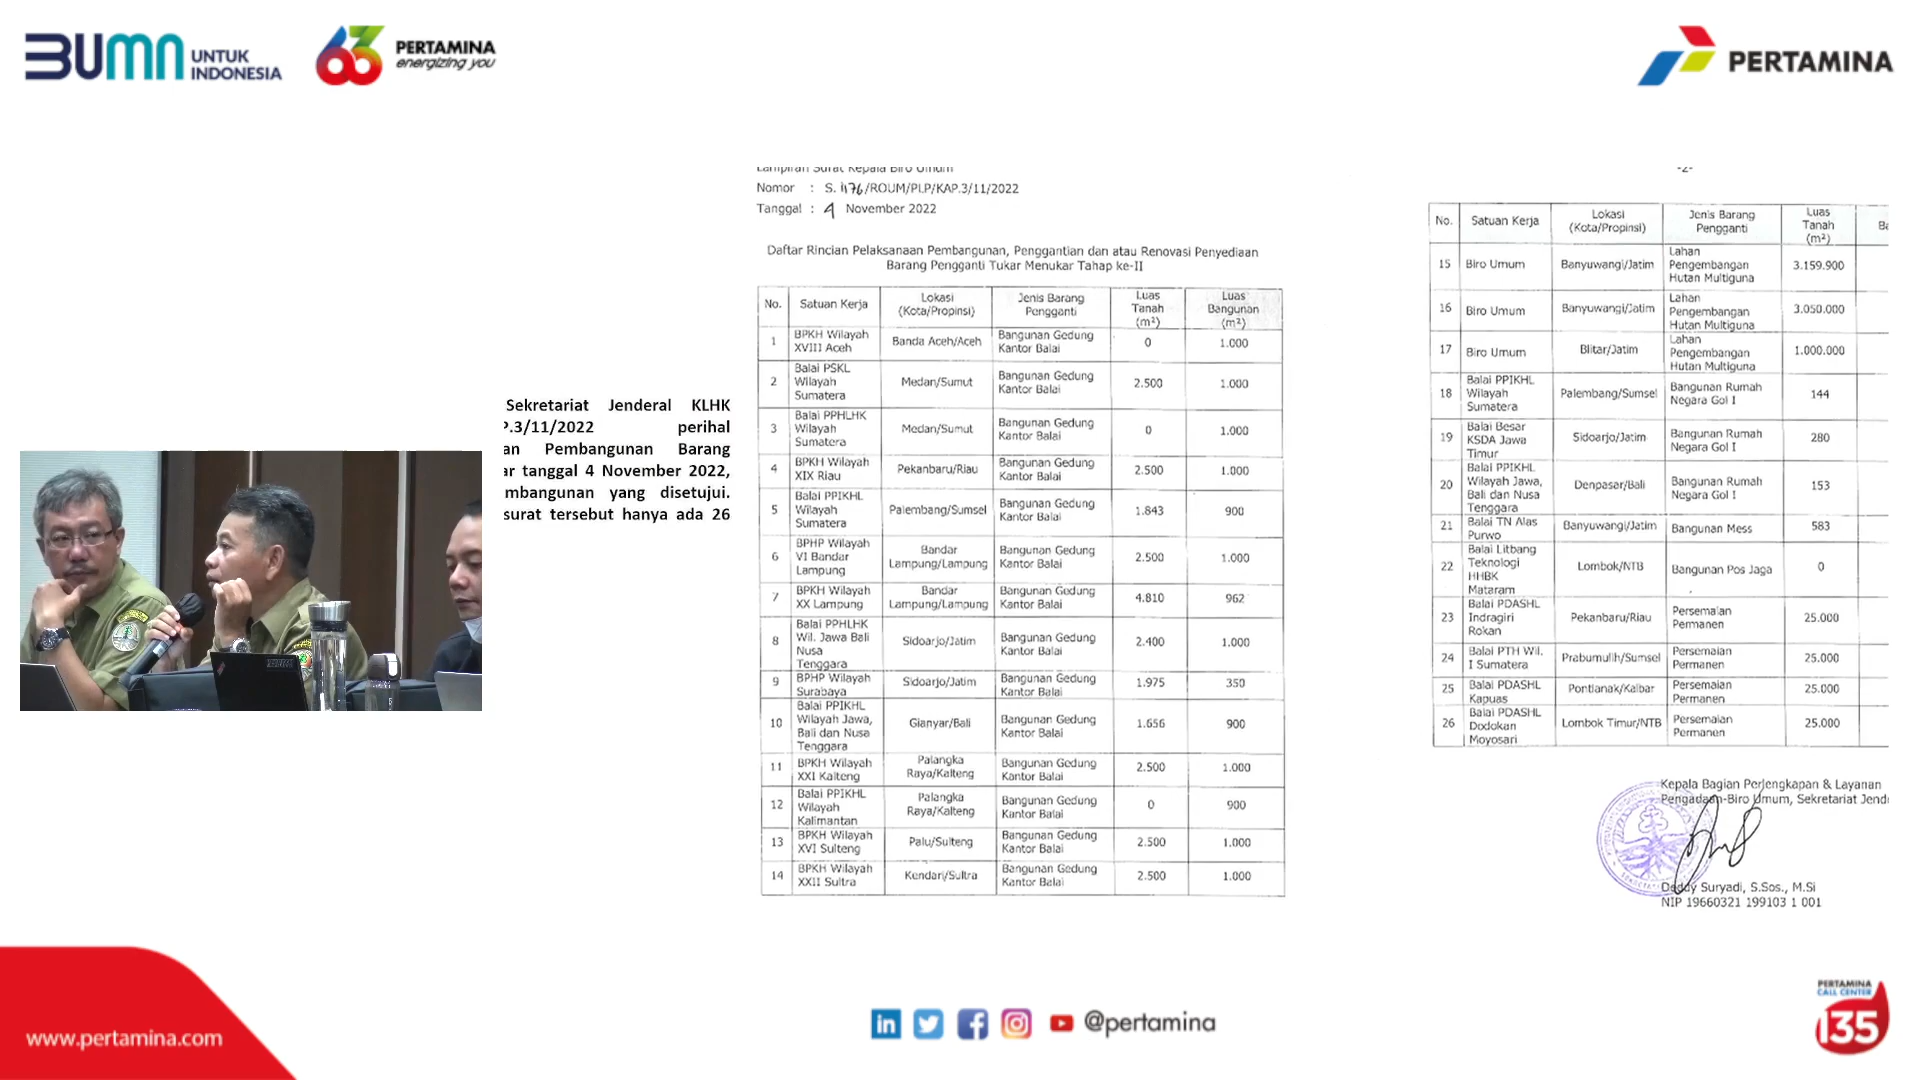 BUMN UNTUK
INDONESIA
63 PERTAMINA
energizing you
PERTAMINA
Sekretariat Jenderal KLHK
P.3/11/2022 perihal
an Pembangunan Barang
ar tanggal 4 November 2022,
mbangunan yang disetujui.
surat tersebut hanya ada 26
Lampiran Surat Kepala Biro Umum
Nomor : S. 1176/ROUM/PLP/KAP.3/11/2022
Tanggal : 4 November 2022
Daftar Rincian Pelaksanaan Pembangunan, Penggantian dan atau Renovasi Penyediaan
Barang Pengganti Tukar Menukar Tahap ke-II
No. Satuan Kerja Lokasi (Kota/Propinsi) Jenis Barang Pengganti Luas Tanah (m²) Luas Bangunan (m²)
1 BPKH Wilayah XVIII Aceh Banda Aceh/Aceh Bangunan Gedung Kantor Balai 0 1.000
2 Balai PSKL Wilayah Sumatera Medan/Sumut Bangunan Gedung Kantor Balai 2.500 1.000
3 Balai PPHLHK Wilayah Sumatera Medan/Sumut Bangunan Gedung Kantor Balai 0 1.000
4 BPKH Wilayah XIX Riau Pekanbaru/Riau Bangunan Gedung Kantor Balai 2.500 1.000
5 Balai PPIKHL Wilayah Sumatera Palembang/Sumsel Bangunan Gedung Kantor Balai 1.843 900
6 BPHP Wilayah VI Bandar Lampung Bandar Lampung/Lampung Bangunan Gedung Kantor Balai 2.500 1.000
7 BPKH Wilayah XX Lampung Bandar Lampung/Lampung Bangunan Gedung Kantor Balai 4.810 962
8 Balai PPHLHK Wil. Jawa Bali Nusa Tenggara Sidoarjo/Jatim Bangunan Gedung Kantor Balai 2.400 1.000
9 BPHP Wilayah Surabaya Sidoarjo/Jatim Bangunan Gedung Kantor Balai 1.975 350
10 Balai PPIKHL Wilayah Jawa, Bali dan Nusa Tenggara Gianyar/Bali Bangunan Gedung Kantor Balai 1.656 900
11 BPKH Wilayah XXI Kalteng Palangka Raya/Kalteng Bangunan Gedung Kantor Balai 2.500 1.000
12 Balai PPIKHL Wilayah Kalimantan Palangka Raya/Kalteng Bangunan Gedung Kantor Balai 0 900
13 BPKH Wilayah XVI Sulteng Palu/Sulteng Bangunan Gedung Kantor Balai 2.500 1.000
14 BPKH Wilayah XXII Sultra Kendari/Sultra Bangunan Gedung Kantor Balai 2.500 1.000
-2-
No. Satuan Kerja Lokasi (Kota/Propinsi) Jenis Barang Pengganti Luas Tanah (m²) Ba
15 Biro Umum Banyuwangi/Jatim Lahan Pengembangan Hutan Multiguna 3.159.900
16 Biro Umum Banyuwangi/Jatim Lahan Pengembangan Hutan Multiguna 3.050.000
17 Biro Umum Blitar/Jatim Lahan Pengembangan Hutan Multiguna 1.000.000
18 Balai PPIKHL Wilayah Sumatera Palembang/Sumsel Bangunan Rumah Negara Gol I 144
19 Balai Besar KSDA Jawa Timur Sidoarjo/Jatim Bangunan Rumah Negara Gol I 280
20 Balai PPIKHL Wilayah Jawa, Bali dan Nusa Tenggara Denpasar/Bali Bangunan Rumah Negara Gol I 153
21 Balai TN Alas Purwo Banyuwangi/Jatim Bangunan Mess 583
22 Balai Litbang Teknologi HHBK Mataram Lombok/NTB Bangunan Pos Jaga 0
23 Balai PDASHL Indragiri Rokan Pekanbaru/Riau Persemaian Permanen 25.000
24 Balai PTH Wil. I Sumatera Prabumulih/Sumsel Persemaian Permanen 25.000
25 Balai PDASHL Kapuas Pontianak/Kalbar Persemaian Permanen 25.000
26 Balai PDASHL Dodokan Moyosari Lombok Timur/NTB Persemaian Permanen 25.000
Kepala Bagian Perlengkapan & Layanan
Pengadaan-Biro Umum, Sekretariat Jend
Deddy Suryadi, S.Sos., M.Si
NIP 19660321 199103 1 001
www.pertamina.com
@pertamina
PERTAMINA
CALL CENTER
135